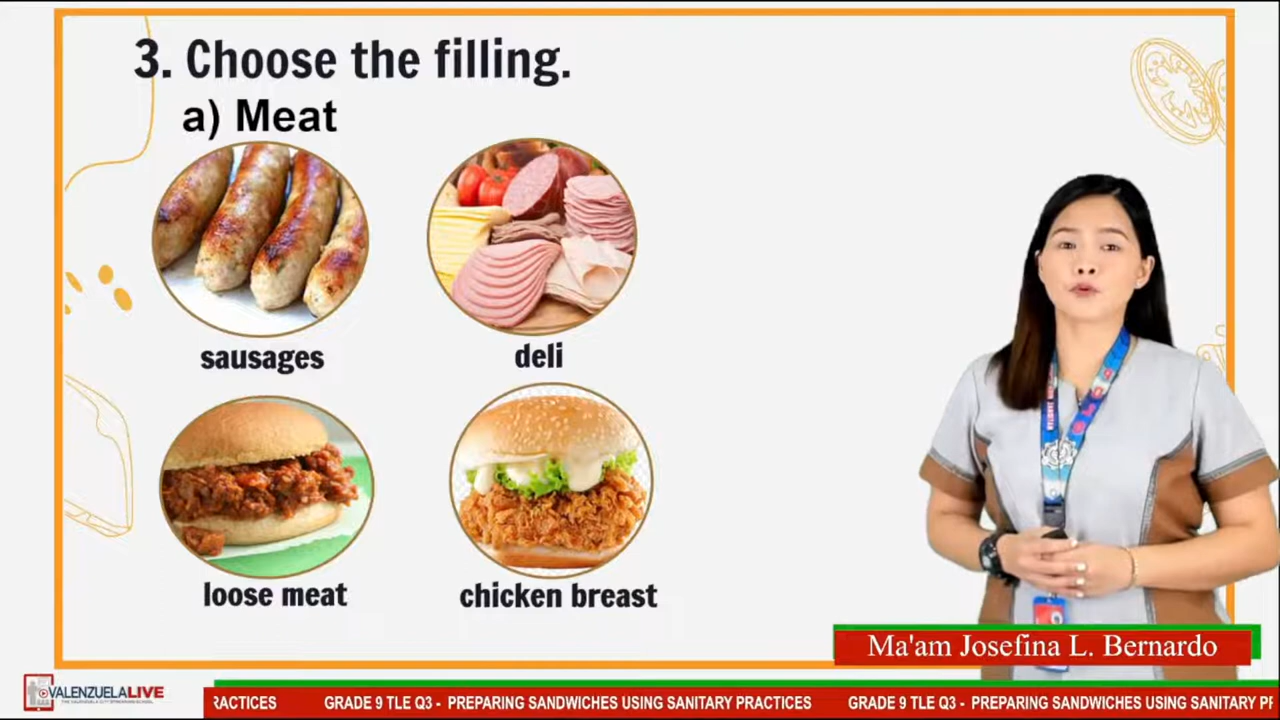 3. Choose the filling.
a) Meat
sausages
deli
loose meat
chicken breast
Ma'am Josefina L. Bernardo
VALENZUELALIVE
RACTICES GRADE 9 TLE Q3 - PREPARING SANDWICHES USING SANITARY PRACTICES GRADE 9 TLE Q3 - PREPARING SANDWICHES USING SANITARY PR